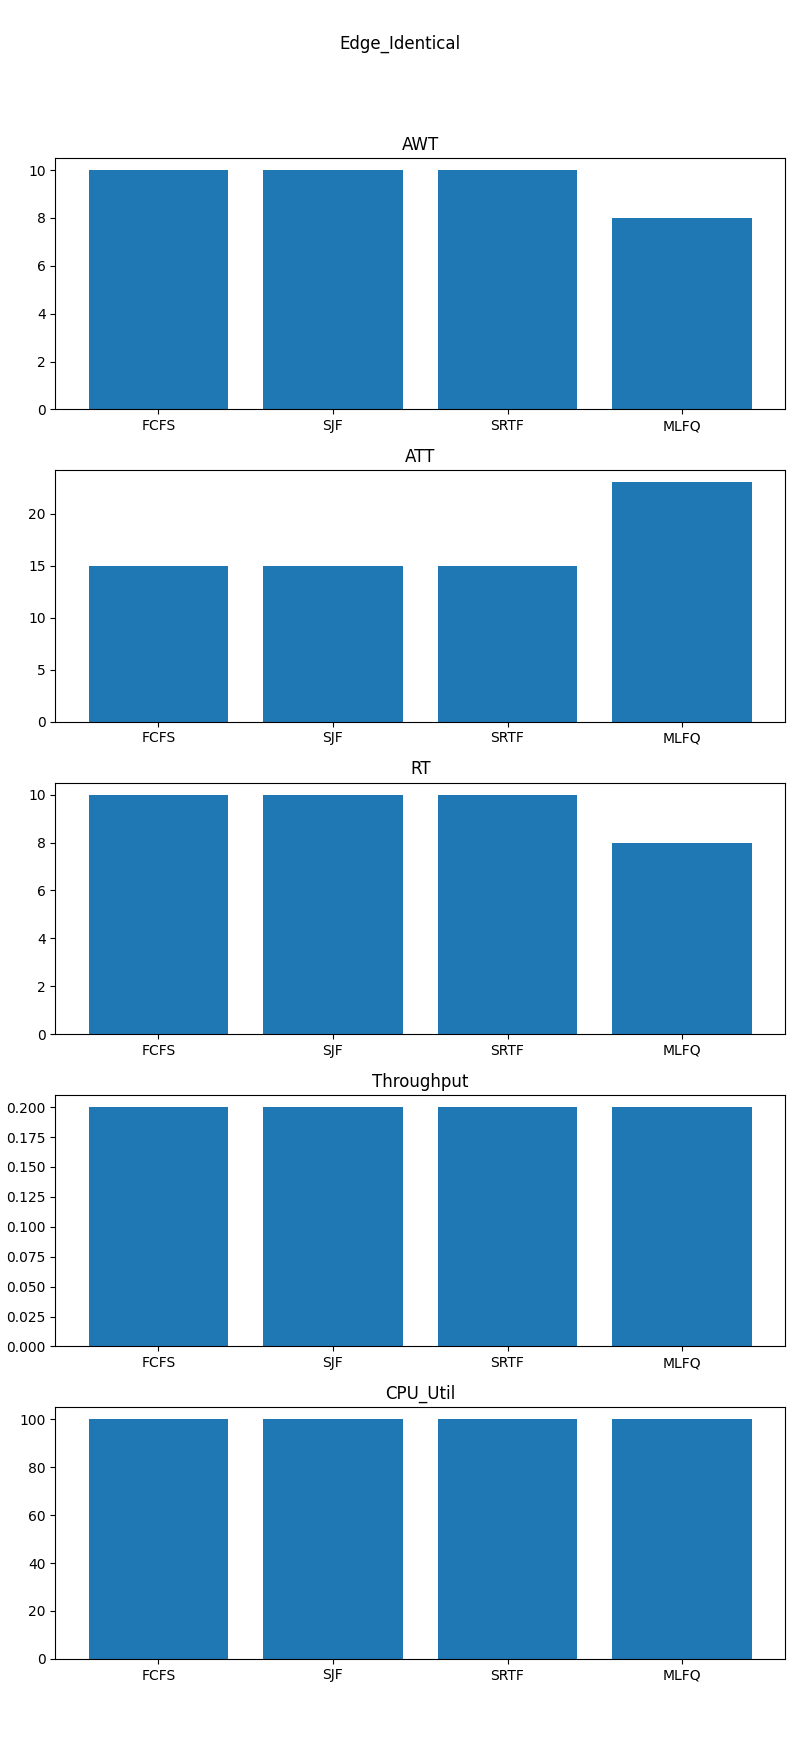 Edge_Identical
AWT
10
8
6
4
2
0
FCFS SJF SRTF MLFQ
ATT
20
15
10
5
0
FCFS SJF SRTF MLFQ
RT
10
8
6
4
2
0
FCFS SJF SRTF MLFQ
Throughput
0.200
0.175
0.150
0.125
0.100
0.075
0.050
0.025
0.000
FCFS SJF SRTF MLFQ
CPU_Util
100
80
60
40
20
0
FCFS SJF SRTF MLFQ